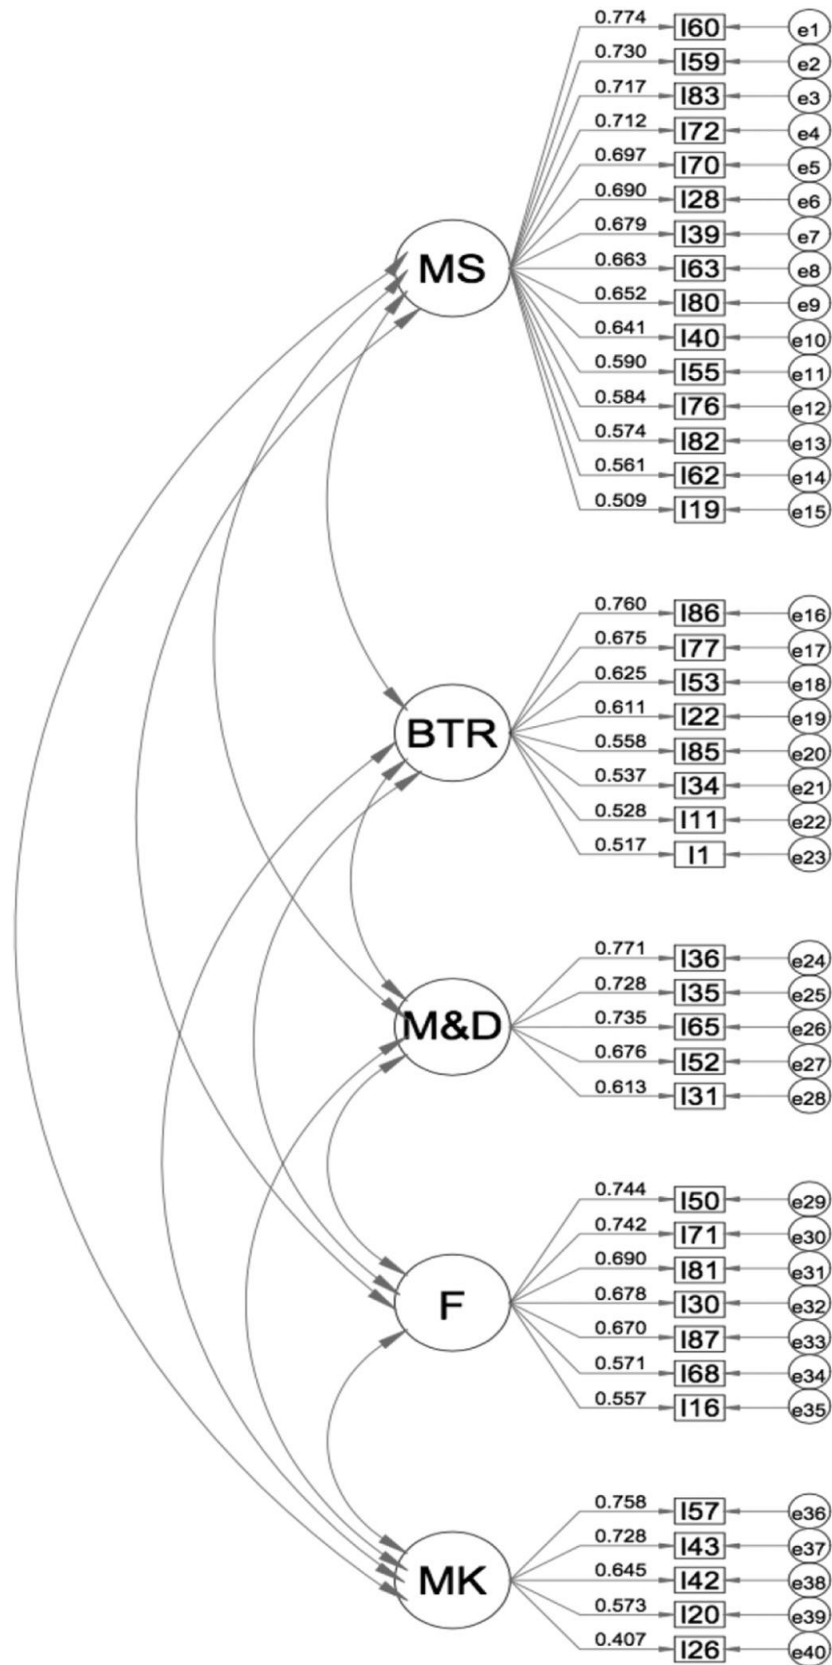 0.774 I60 e1
0.730 I59 e2
0.717 I83 e3
0.712 I72 e4
0.697 I70 e5
0.690 I28 e6
0.679 I39 e7
MS 0.663 I63 e8
0.652 I80 e9
0.641 I40 e10
0.590 I55 e11
0.584 I76 e12
0.574 I82 e13
0.561 I62 e14
0.509 I19 e15
0.760 I86 e16
0.675 I77 e17
0.625 I53 e18
BTR 0.611 I22 e19
0.558 I85 e20
0.537 I34 e21
0.528 I11 e22
0.517 I1 e23
0.771 I36 e24
0.728 I35 e25
M&D 0.735 I65 e26
0.676 I52 e27
0.613 I31 e28
0.744 I50 e29
0.742 I71 e30
0.690 I81 e31
F 0.678 I30 e32
0.670 I87 e33
0.571 I68 e34
0.557 I16 e35
0.758 I57 e36
0.728 I43 e37
MK 0.645 I42 e38
0.573 I20 e39
0.407 I26 e40